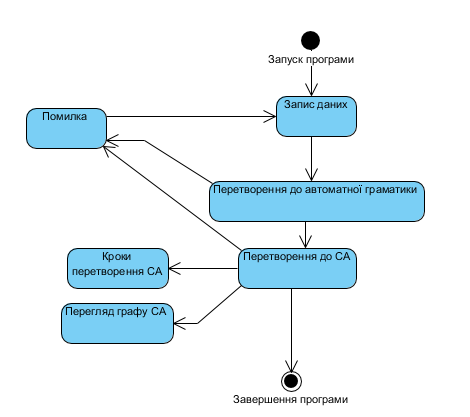 Запуск програми
Запис даних
Помилка
Перетворення до автоматної граматики
Перетворення до СА
Кроки
перетворення СА
Перегляд графу СА
Завершення програми